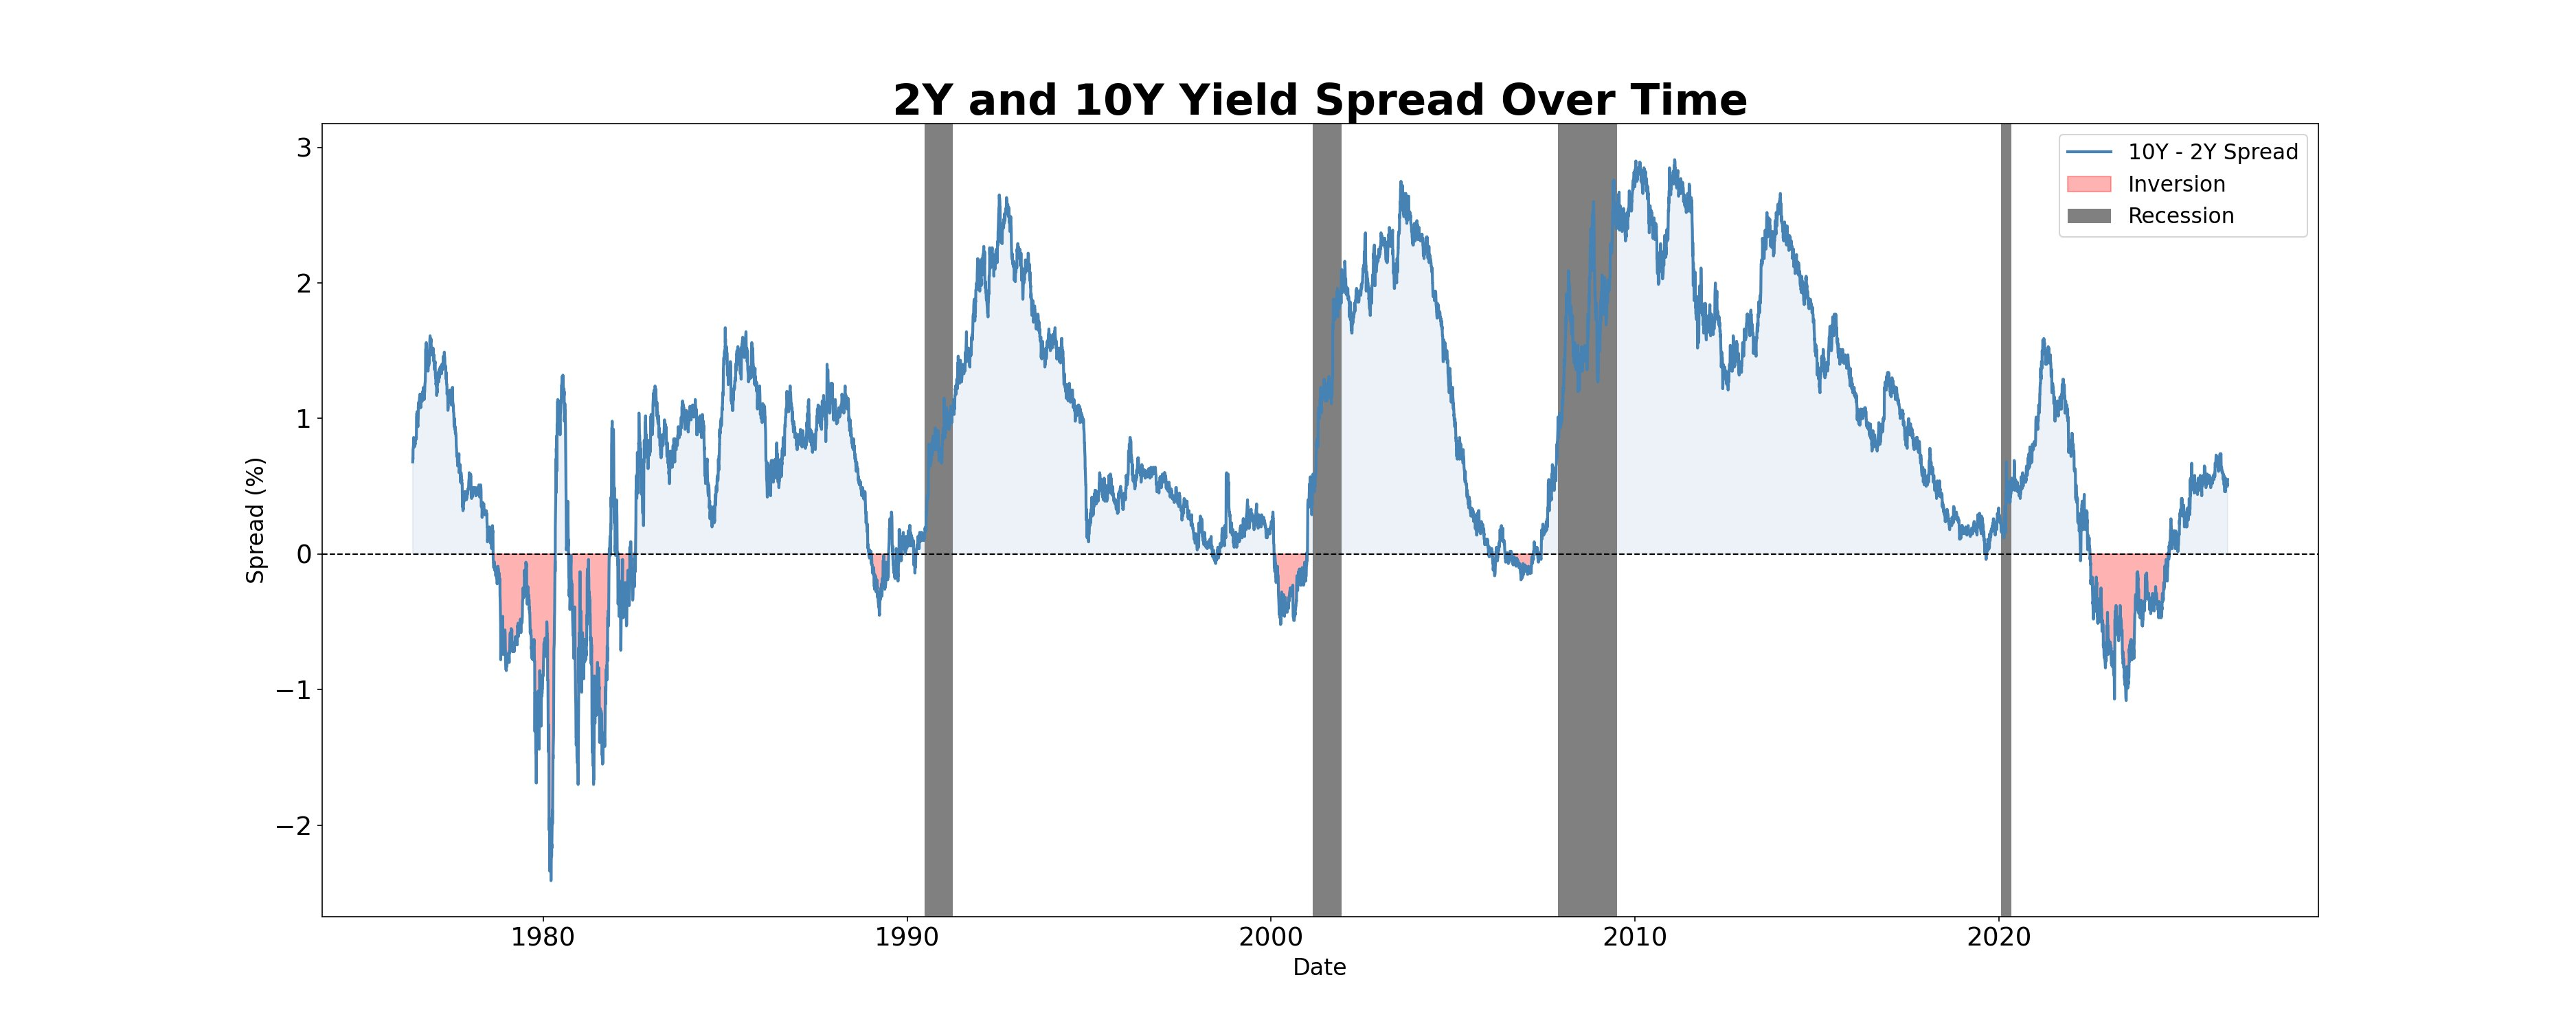 2Y and 10Y Yield Spread Over Time
3
2
1
0
−1
−2
Spread (%)
10Y - 2Y Spread
Inversion
Recession
1980
1990
2000
2010
2020
Date